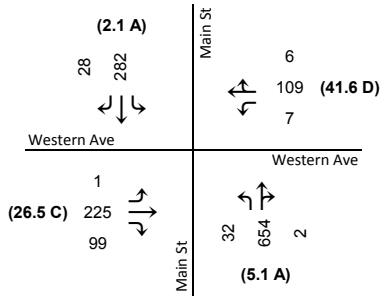 (2.1 A)
Main St
28
282
6
109 (41.6 D)
7
Western Ave
Western Ave
1
(26.5 C) 225
99
32
654
2
Main St
(5.1 A)